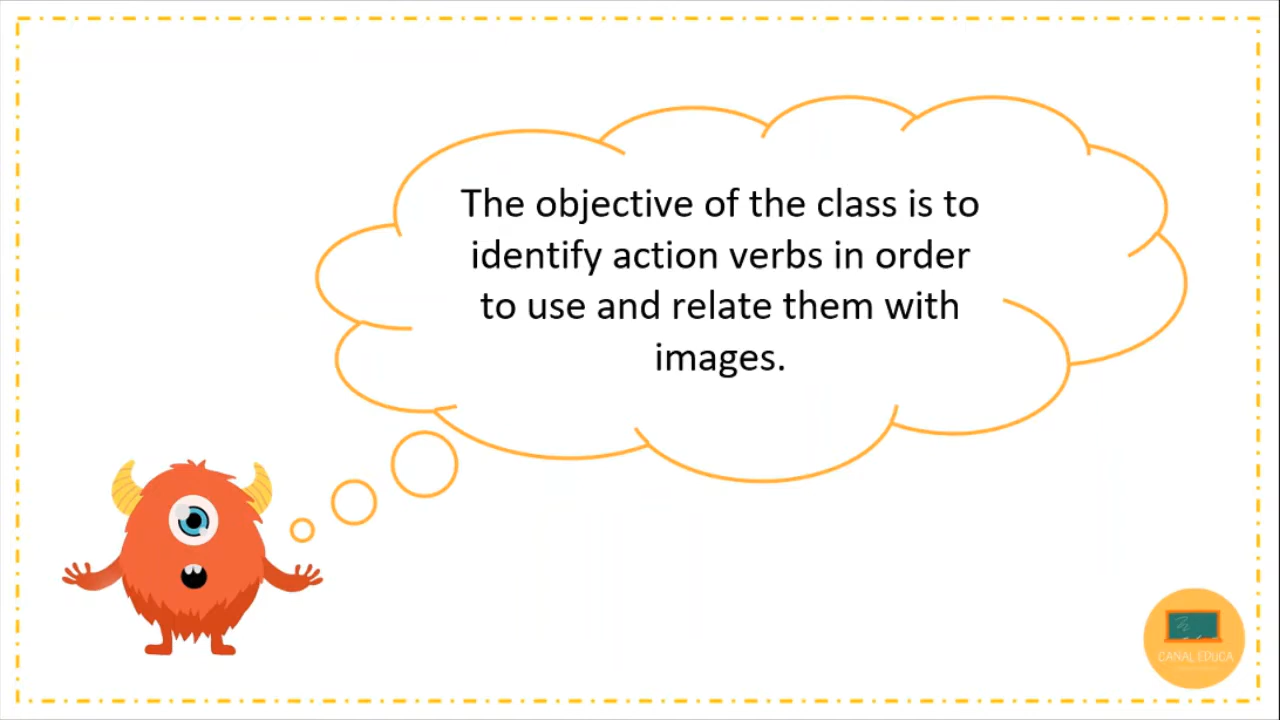 The objective of the class is to
identify action verbs in order
to use and relate them with
images.
CANAL EDUCA